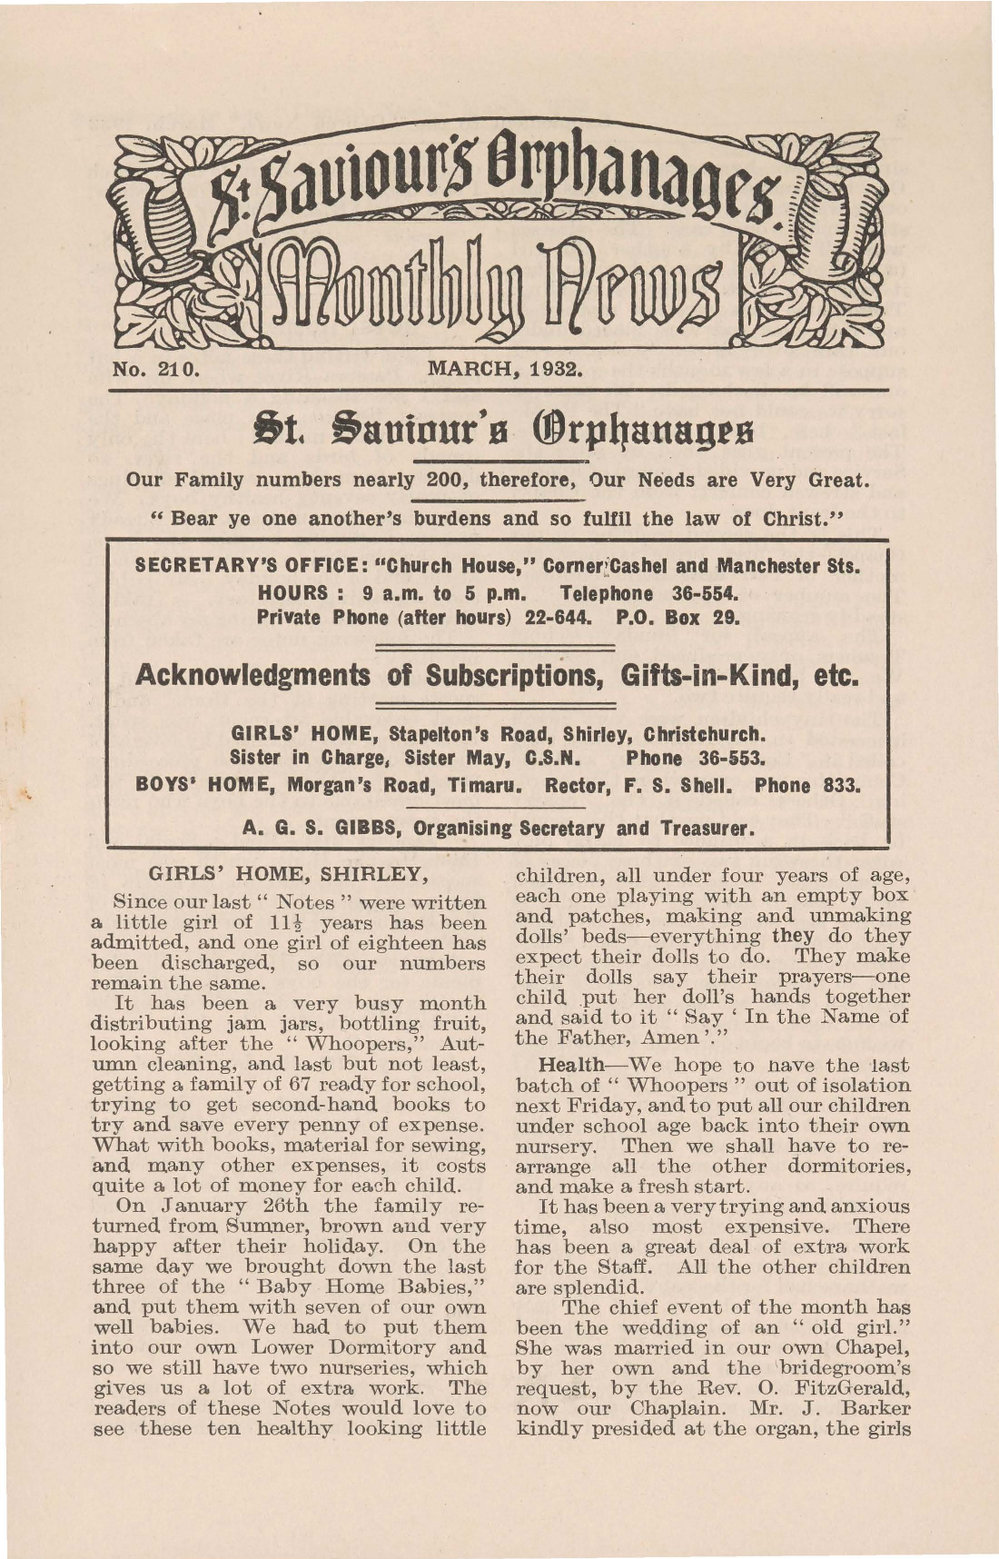 St. Saviour's Orphanages.
Monthly News
No. 210.
MARCH, 1932.
St. Saviour's Orphanages
Our Family numbers nearly 200, therefore, Our Needs are Very Great.
“ Bear ye one another's burdens and so fulfil the law of Christ.”
SECRETARY'S OFFICE: “Church House,” Corner Cashel and Manchester Sts.
HOURS : 9 a.m. to 5 p.m. Telephone 36-554.
Private Phone (after hours) 22-644. P.O. Box 29.
Acknowledgments of Subscriptions, Gifts-in-Kind, etc.
GIRLS' HOME, Stapelton's Road, Shirley, Christchurch.
Sister in Charge, Sister May, C.S.N. Phone 36-553.
BOYS' HOME, Morgan's Road, Timaru. Rector, F. S. Shell. Phone 833.
A. G. S. GIBBS, Organising Secretary and Treasurer.
GIRLS' HOME, SHIRLEY,
Since our last “ Notes ” were written
a little girl of 11½ years has been
admitted, and one girl of eighteen has
been discharged, so our numbers
remain the same.
It has been a very busy month
distributing jam jars, bottling fruit,
looking after the “ Whoopers,” Aut-
umn cleaning, and last but not least,
getting a family of 67 ready for school,
trying to get second-hand books to
try and save every penny of expense.
What with books, material for sewing,
and many other expenses, it costs
quite a lot of money for each child.
On January 26th the family re-
turned from Sumner, brown and very
happy after their holiday. On the
same day we brought down the last
three of the “ Baby Home Babies,”
and put them with seven of our own
well babies. We had to put them
into our own Lower Dormitory and
so we still have two nurseries, which
gives us a lot of extra work. The
readers of these Notes would love to
see these ten healthy looking little
children, all under four years of age,
each one playing with an empty box
and patches, making and unmaking
dolls' beds—everything they do they
expect their dolls to do. They make
their dolls say their prayers—one
child put her doll's hands together
and said to it “ Say ‘ In the Name of
the Father, Amen ’.”
Health—We hope to have the last
batch of “ Whoopers ” out of isolation
next Friday, and to put all our children
under school age back into their own
nursery. Then we shall have to re-
arrange all the other dormitories,
and make a fresh start.
It has been a very trying and anxious
time, also most expensive. There
has been a great deal of extra work
for the Staff. All the other children
are splendid.
The chief event of the month has
been the wedding of an “ old girl.”
She was married in our own Chapel,
by her own and the bridegroom's
request, by the Rev. O. FitzGerald,
now our Chaplain. Mr. J. Barker
kindly presided at the organ, the girls